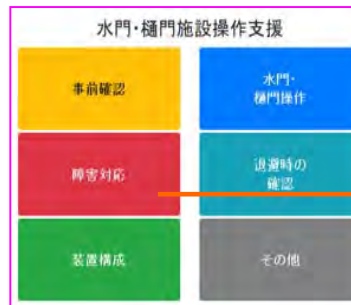 水門・樋門施設操作支援
事前確認
水門・
樋門操作
障害対応
退避時の
確認
装置構成
その他